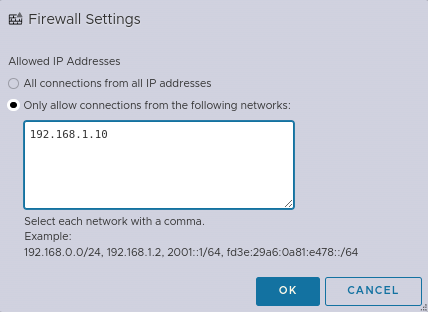 Firewall Settings
Allowed IP Addresses
All connections from all IP addresses
Only allow connections from the following networks:
192.168.1.10
Select each network with a comma.
Example:
192.168.0.0/24, 192.168.1.2, 2001::1/64, fd3e:29a6:0a81:e478::/64
OK CANCEL